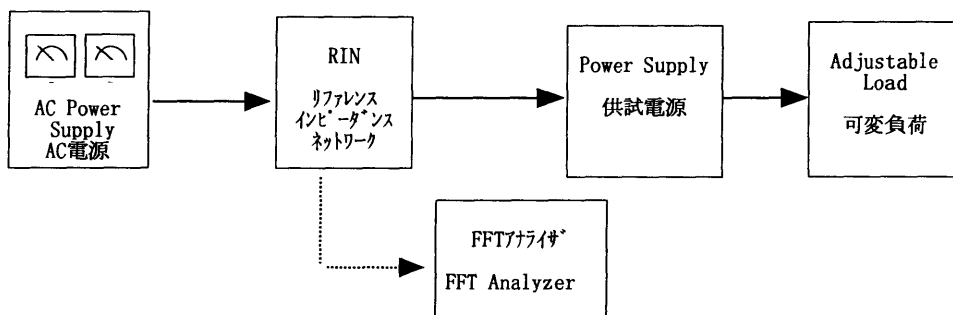 AC Power
Supply
AC電源
RIN
リファレンス
インピーダンス
ネットワーク
Power Supply
供試電源
Adjustable
Load
可変負荷
FFTアナライザ
FFT Analyzer